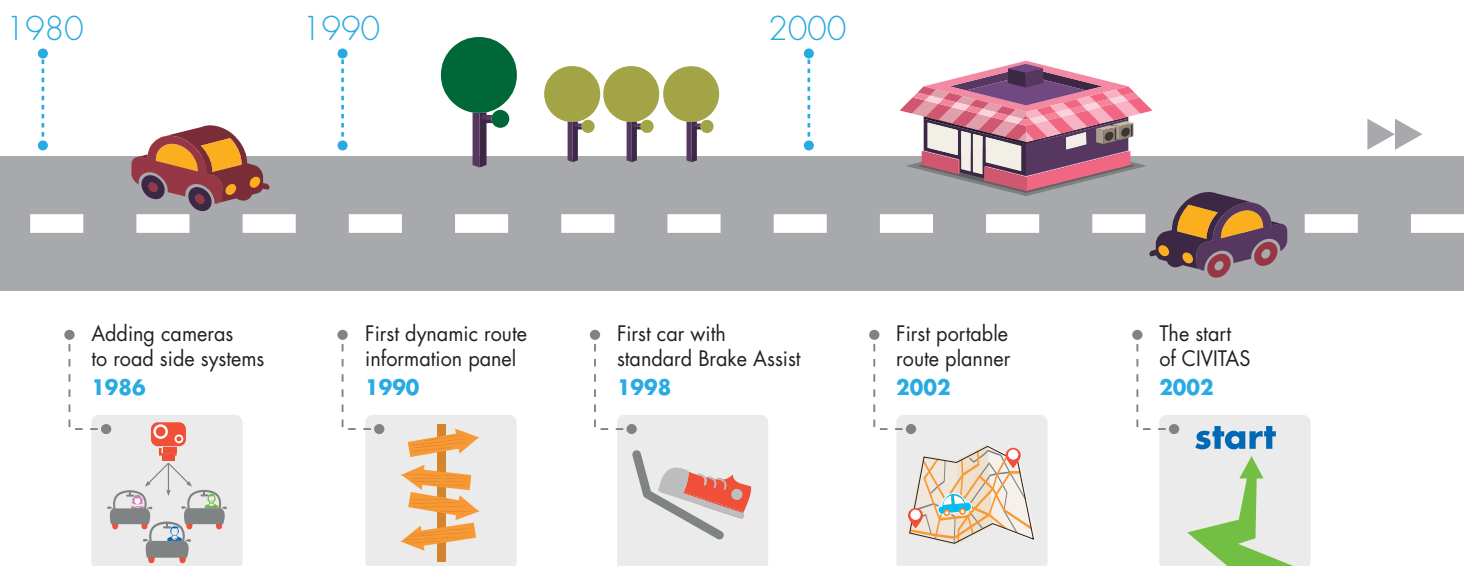 1980
1990
2000
Adding cameras
to road side systems
1986
First dynamic route
information panel
1990
First car with
standard Brake Assist
1998
First portable
route planner
2002
The start
of CIVITAS
2002
start